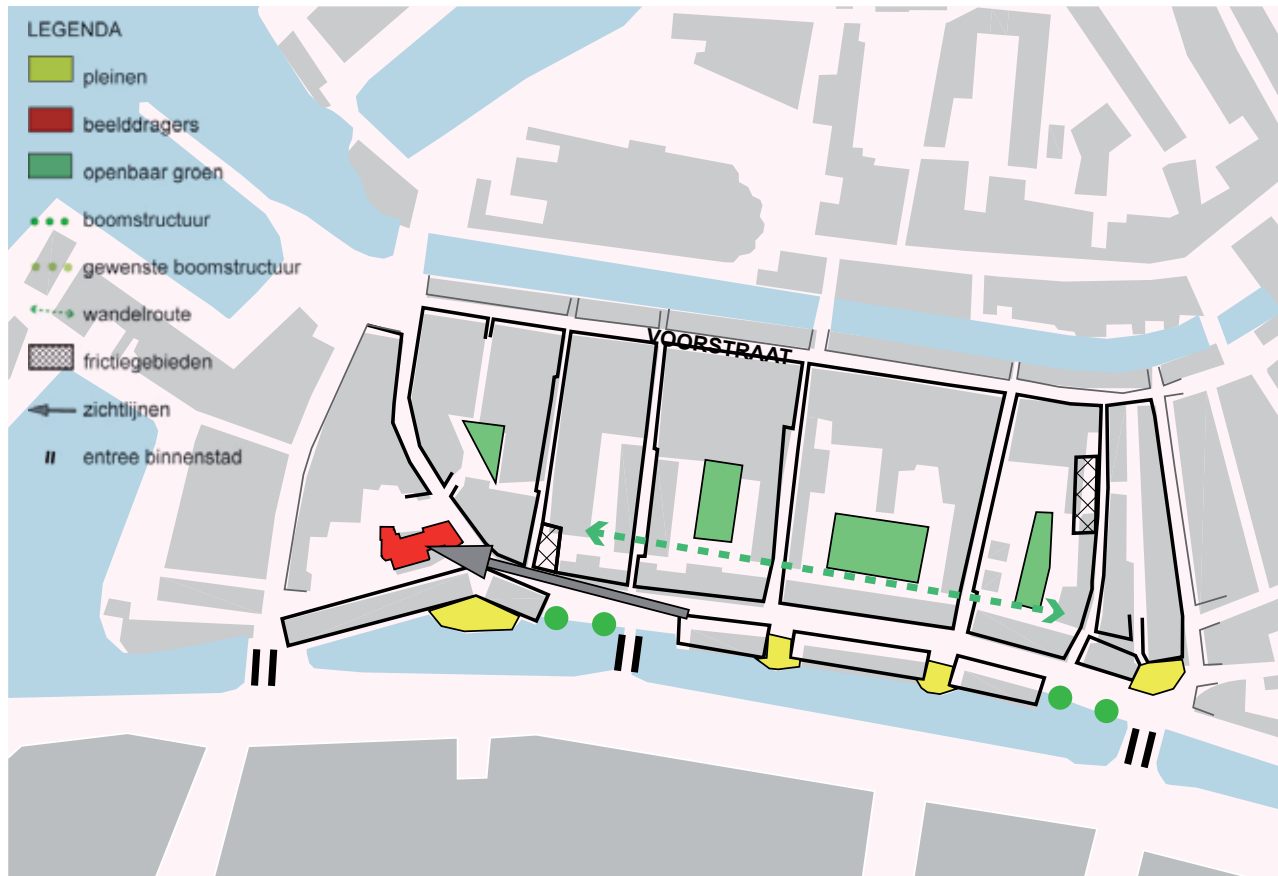 LEGENDA
pleinen
beelddragers
openbaar groen
boomstructuur
gewenste boomstructuur
wandelroute
frictiegebieden
zichtlijnen
entree binnenstad
VOORSTRAAT